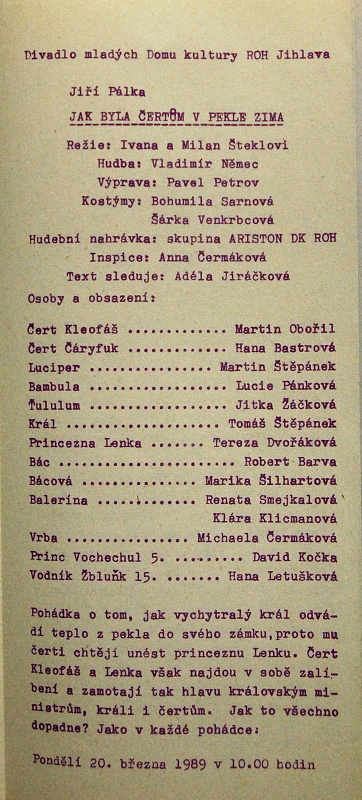 Divadlo mladých Domu kultury ROH Jihlava
Jiří Pálka
JAK BYLA ČERTŮM V PEKLE ZIMA
Režie: Ivana a Milan Šteklovi
Hudba: Vladimír Němec
Výprava: Pavel Petrov
Kostýmy: Bohumila Sarnová
Šárka Venkrbcová
Hudební nahrávka: skupina ARISTON DK ROH
Inspice: Anna Čermáková
Text sleduje: Adéla Jiráčková
Osoby a obsazení:
Čert Kleofáš ............. Martin Obořil
Čert Čáryfuk ............. Hana Bastrová
Luciper ................ Martin Štěpánek
Bambula .................. Lucie Pánková
Ťululum .................. Jitka Žáčková
Král .................... Tomáš Štěpánek
Princezna Lenka ....... Tereza Dvořáková
Bác ....................... Robert Barva
Bácová ................ Marika Šilhartová
Balerína .............. Renata Smejkalová
Klára Klicmanová
Vrba ................. Michaela Čermáková
Princ Vochechul 5. ......... David Kočka
Vodník Žbluňk 15. ....... Hana Letušková
Pohádka o tom, jak vychytralý král odvá-
dí teplo z pekla do svého zámku,proto mu
čerti chtějí unést princeznu Lenku. Čert
Kleofáš a Lenka však najdou v sobě zalí-
bení a zamotají tak hlavu královským mi-
nistrům, králi i čertům. Jak to všechno
dopadne? Jako v každé pohádce:
Pondělí 20. března 1989 v 10.00 hodin